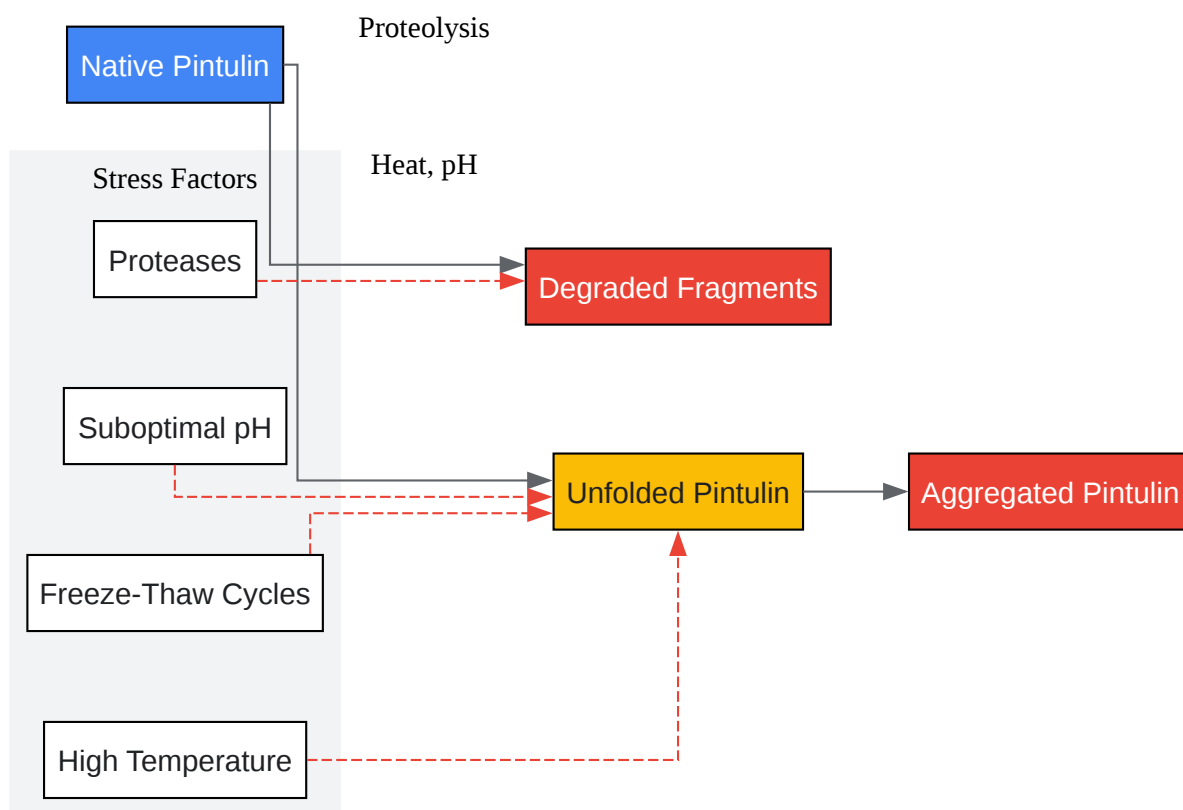 Proteolysis
Native Pintulin
Heat, pH
Stress Factors
Proteases
Degraded Fragments
Suboptimal pH
Unfolded Pintulin
Aggregated Pintulin
Freeze-Thaw Cycles
High Temperature